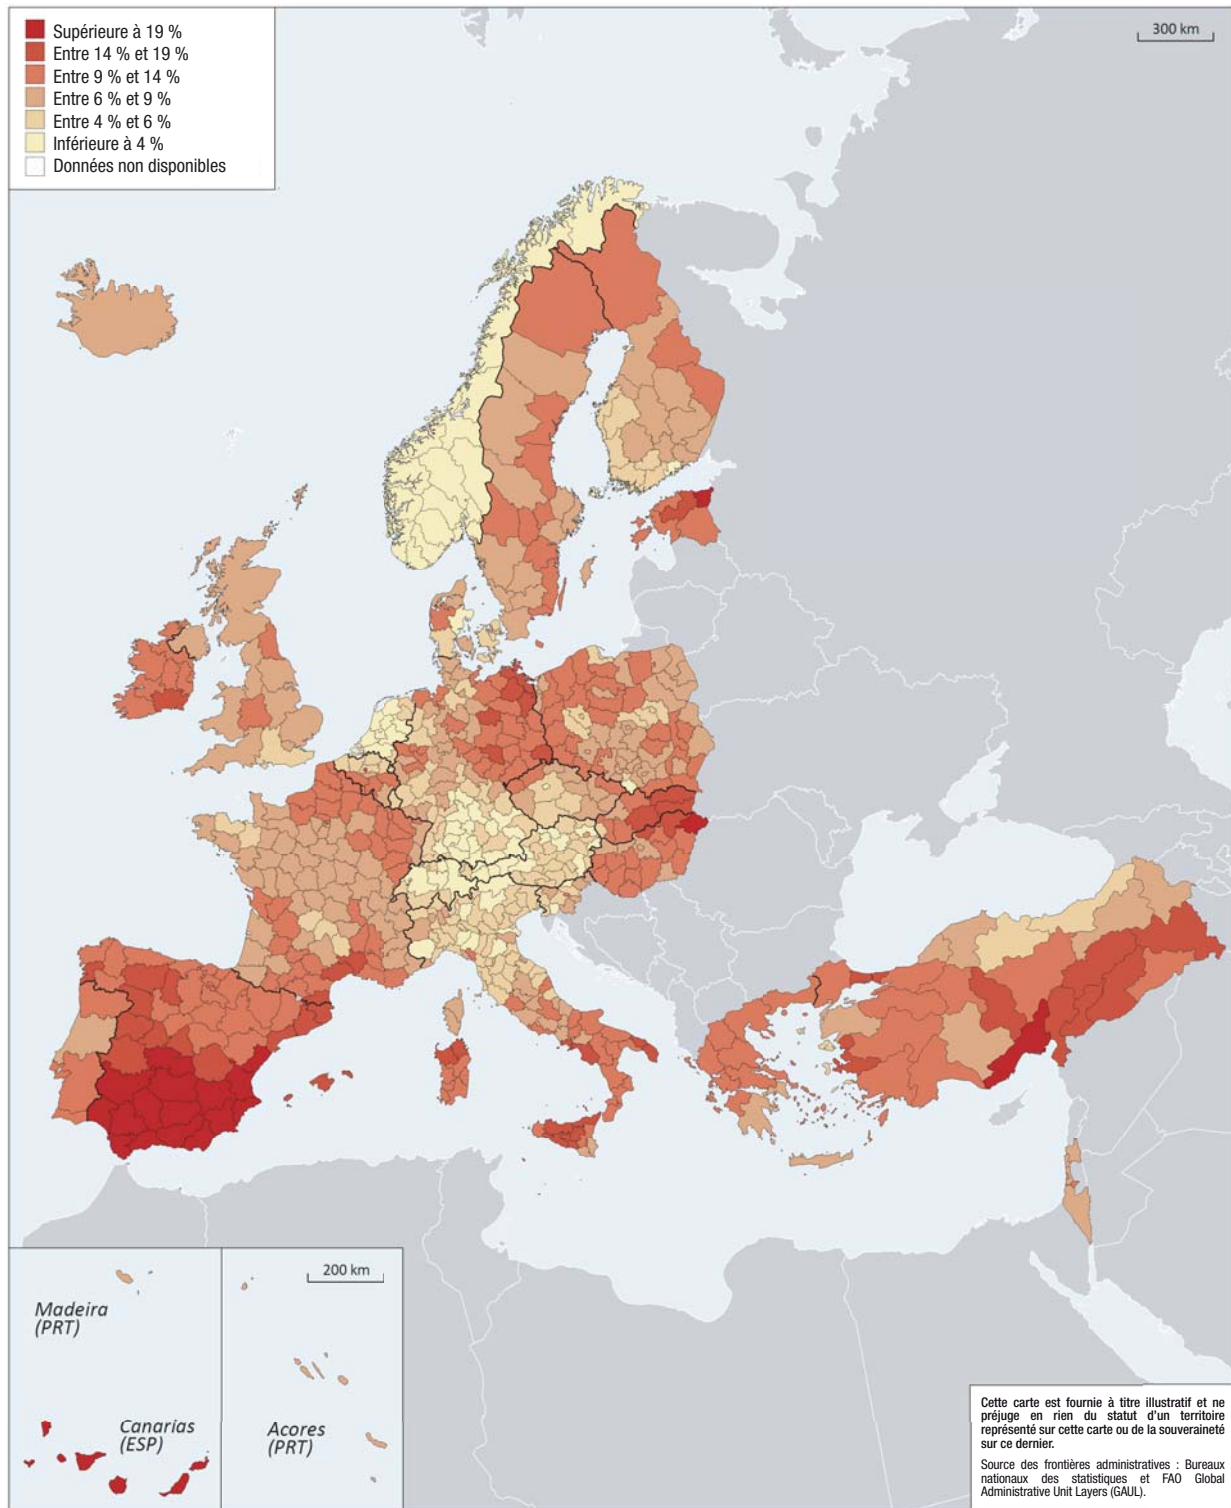 Supérieure à 19 %
Entre 14 % et 19 %
Entre 9 % et 14 %
Entre 6 % et 9 %
Entre 4 % et 6 %
Inférieure à 4 %
Données non disponibles
300 km
200 km
Madeira
(PRT)
Canarias
(ESP)
Acores
(PRT)
Cette carte est fournie à titre illustratif et ne
préjuge en rien du statut d'un territoire
représenté sur cette carte ou de la souveraineté
sur ce dernier.
Source des frontières administratives : Bureaux
nationaux des statistiques et FAO Global
Administrative Unit Layers (GAUL).